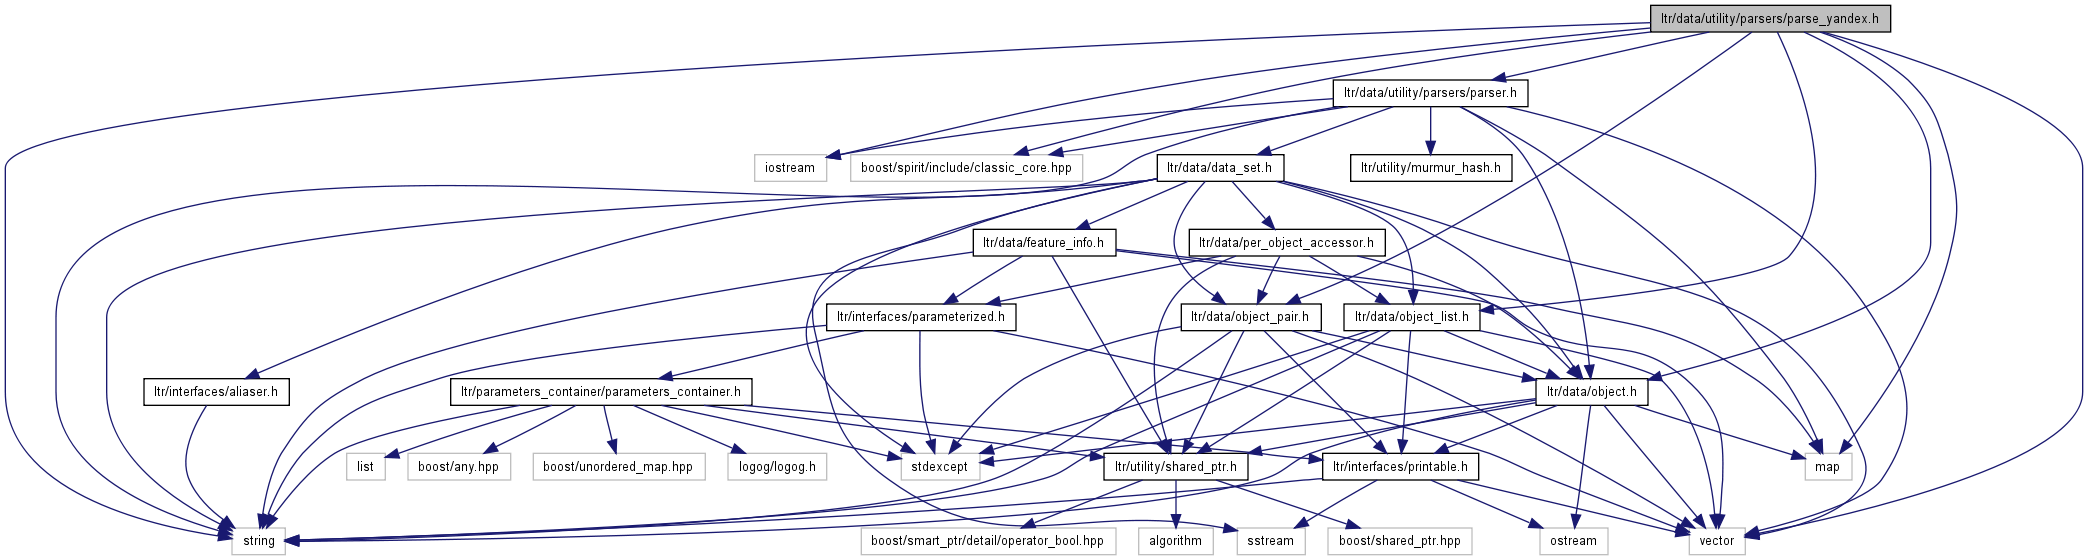 ltr/data/utility/parsers/parse_yandex.h
ltr/data/utility/parsers/parser.h
iostream
boost/spirit/include/classic_core.hpp
ltr/data/data_set.h
ltr/utility/murmur_hash.h
ltr/data/feature_info.h
ltr/data/per_object_accessor.h
ltr/interfaces/parameterized.h
ltr/data/object_pair.h
ltr/data/object_list.h
ltr/interfaces/aliaser.h
ltr/parameters_container/parameters_container.h
ltr/data/object.h
list
boost/any.hpp
boost/unordered_map.hpp
logog/logog.h
stdexcept
ltr/utility/shared_ptr.h
ltr/interfaces/printable.h
map
string
boost/smart_ptr/detail/operator_bool.hpp
algorithm
sstream
boost/shared_ptr.hpp
ostream
vector